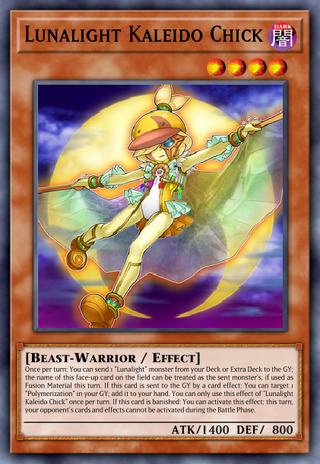 Lunalight Kaleido Chick
DARK
闇
[Beast-Warrior / Effect]
Once per turn: You can send 1 "Lunalight" monster from your Deck or Extra Deck to the GY;
the name of this face-up card on the field can be treated as the sent monster's, if used as
Fusion Material this turn. If this card is sent to the GY by a card effect: You can target 1
"Polymerization" in your GY; add it to your hand. You can only use this effect of "Lunalight
Kaleido Chick" once per turn. If this card is banished: You can activate this effect; this turn,
your opponent's cards and effects cannot be activated during the Battle Phase.
ATK/1400 DEF/ 800